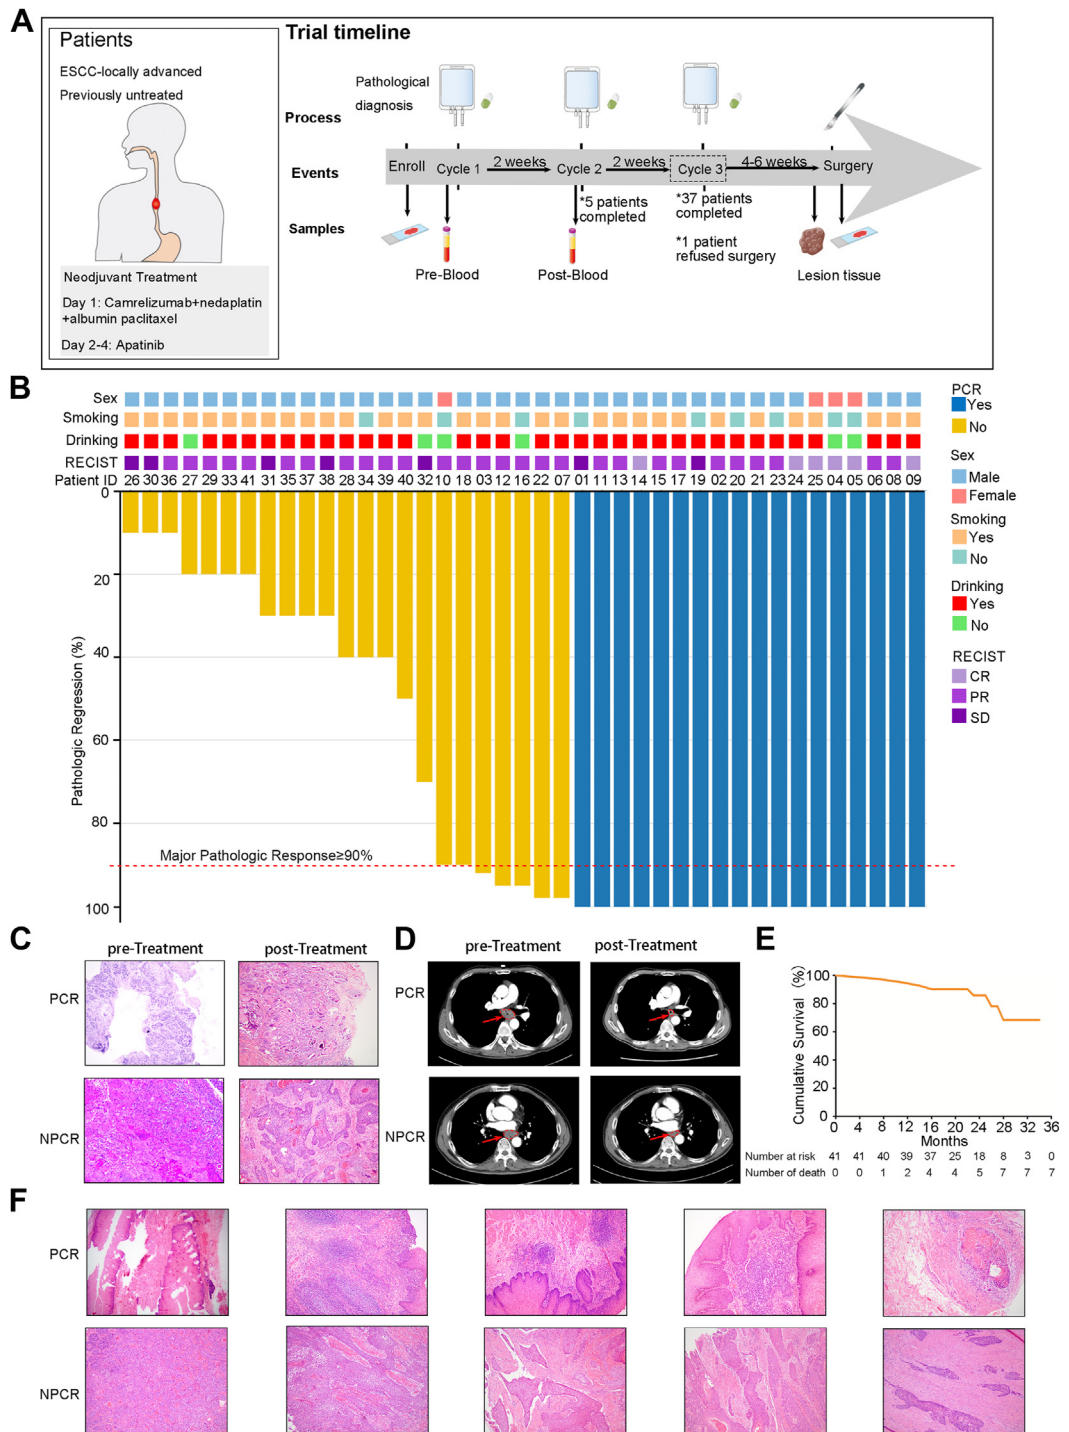 A
Patients
ESCC-locally advanced
Previously untreated
Neodjuvant Treatment
Day 1: Camrelizumab+nedaplatin
+albumin paclitaxel
Day 2-4: Apatinib
Trial timeline
Pathological
diagnosis
Process
Events
Enroll Cycle 1 2 weeks Cycle 2 2 weeks Cycle 3 4-6 weeks Surgery
*5 patients
completed
*37 patients
completed
*1 patient
refused surgery
Samples
Pre-Blood
Post-Blood
Lesion tissue
B
Sex
Smoking
Drinking
RECIST
Patient ID 26 30 36 27 29 33 41 31 35 37 38 28 34 39 40 32 10 18 03 12 16 22 07 01 11 13 14 15 17 19 02 20 21 23 24 25 04 05 06 08 09
0
20
40
60
80
100
Pathologic Regression (%)
Major Pathologic Response≥90%
PCR
Yes
No
Sex
Male
Female
Smoking
Yes
No
Drinking
Yes
No
RECIST
CR
PR
SD
C
pre-Treatment post-Treatment
PCR
NPCR
D
pre-Treatment post-Treatment
PCR
NPCR
E
Cumulative Survival (%)
100
80
60
40
20
0
0 4 8 12 16 20 24 28 32 36
Months
Number at risk 41 41 40 39 37 25 18 8 3 0
Number of death 0 0 1 2 4 4 5 7 7 7
F
PCR
NPCR